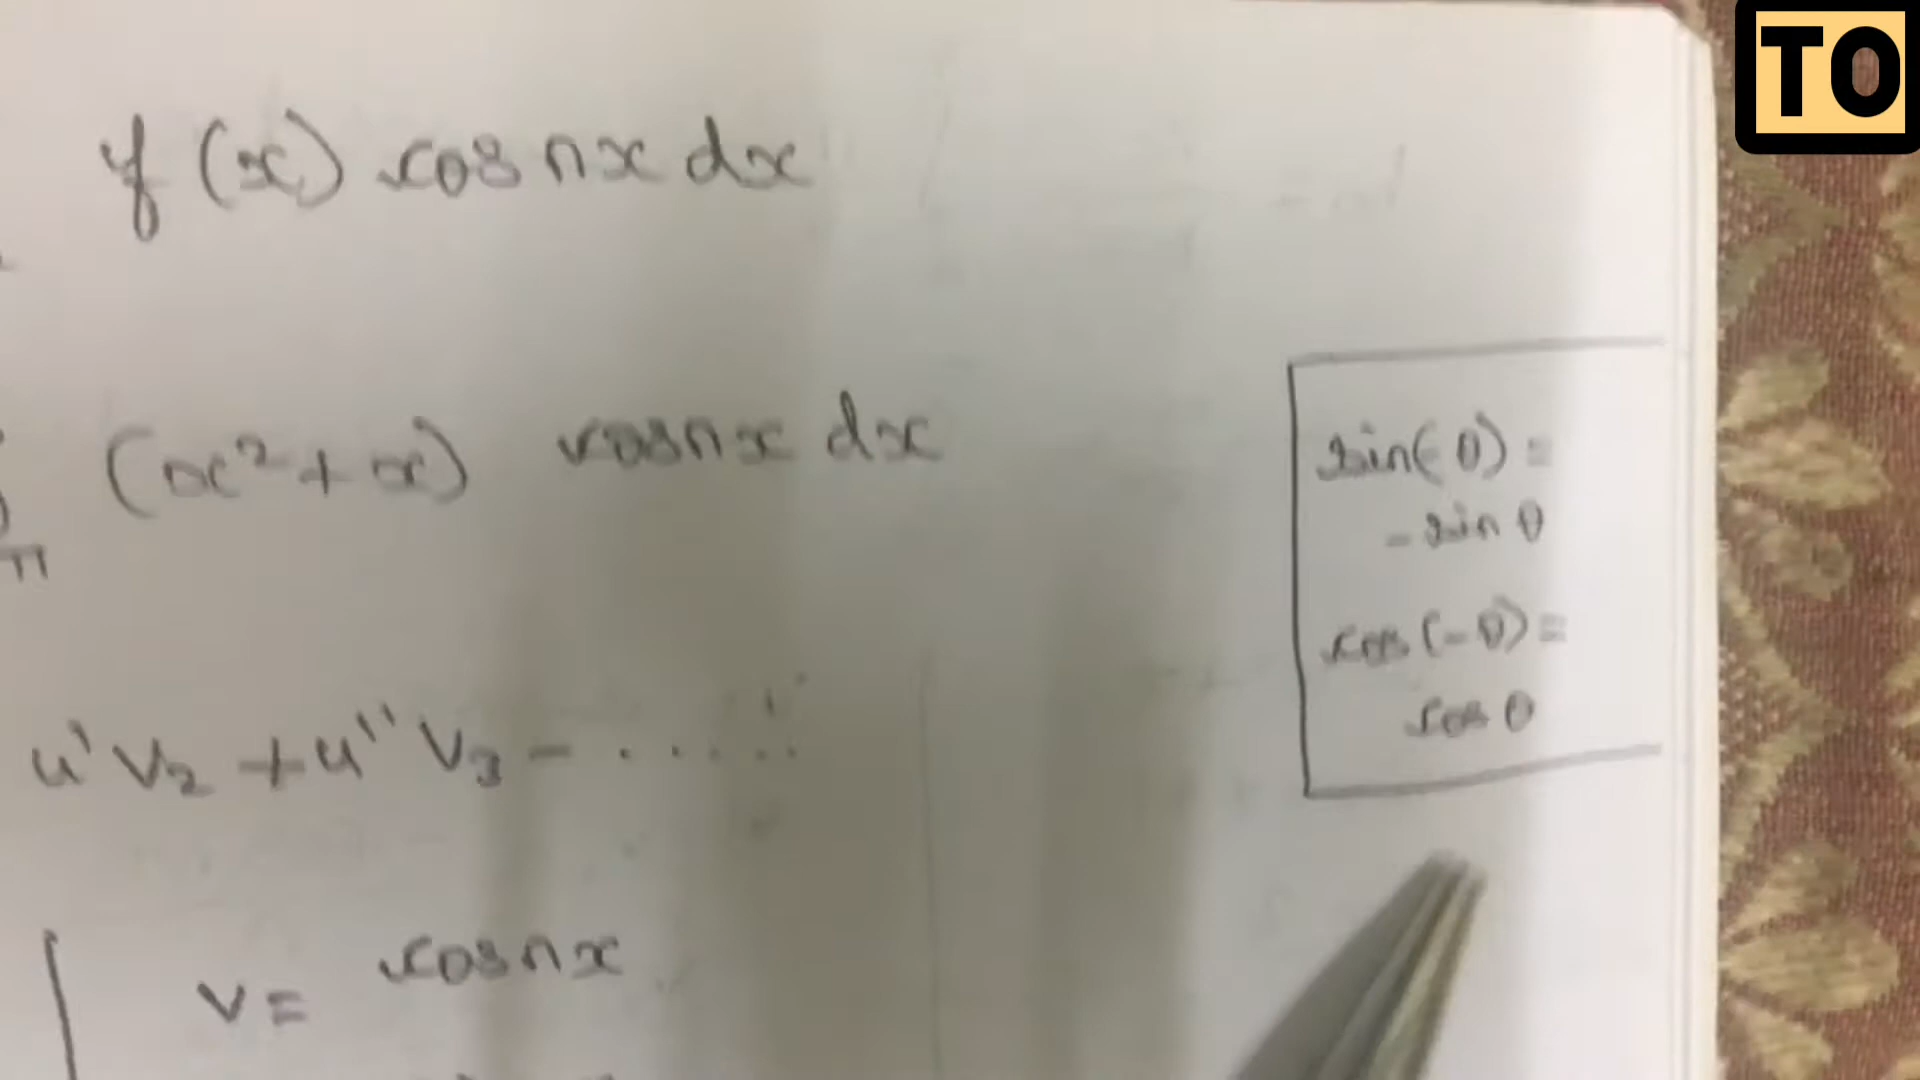 TO
f(x) cos nx dx
(x²+x) cos nx dx
π
sin(-θ) =
- sin θ
cos(-θ) =
cos θ
u'v₂ + u''v₃ - ......
v = cos nx